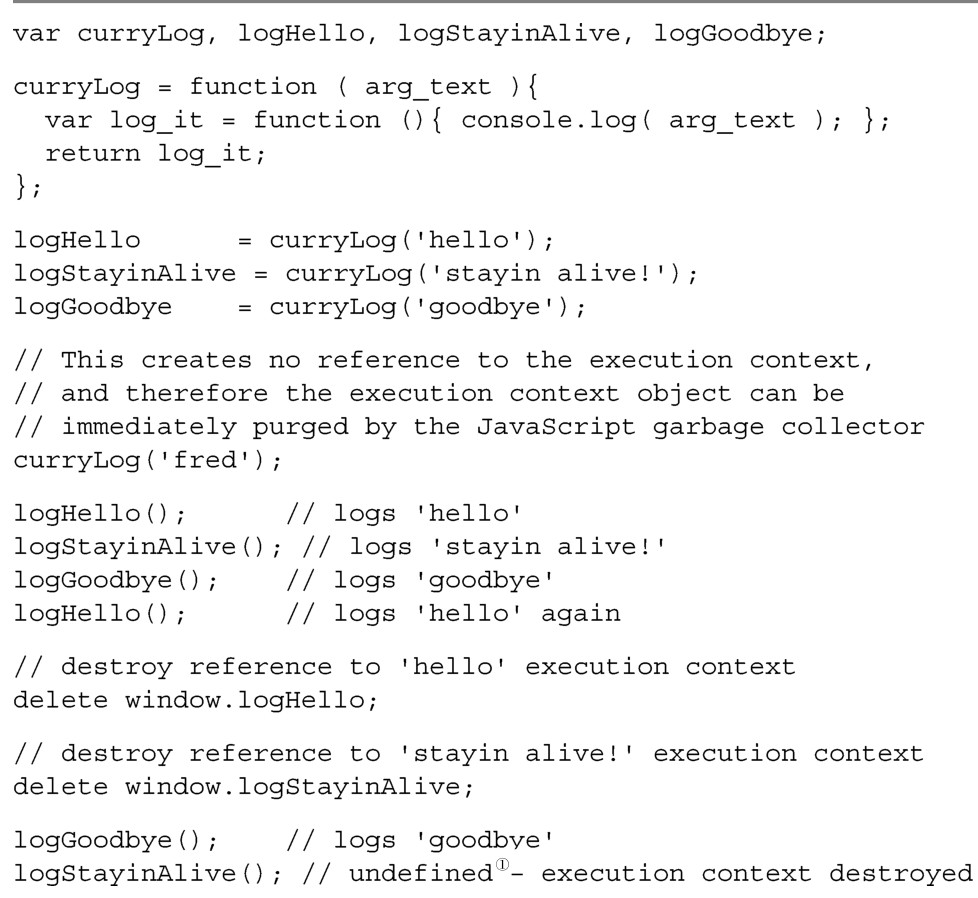 var curryLog, logHello, logStayinAlive, logGoodbye;
curryLog = function ( arg_text ){
  var log_it = function (){ console.log( arg_text ); };
  return log_it;
};
logHello      = curryLog('hello');
logStayinAlive = curryLog('stayin alive!');
logGoodbye    = curryLog('goodbye');
// This creates no reference to the execution context,
// and therefore the execution context object can be
// immediately purged by the JavaScript garbage collector
curryLog('fred');
logHello();      // logs 'hello'
logStayinAlive(); // logs 'stayin alive!'
logGoodbye();    // logs 'goodbye'
logHello();      // logs 'hello' again
// destroy reference to 'hello' execution context
delete window.logHello;
// destroy reference to 'stayin alive!' execution context
delete window.logStayinAlive;
logGoodbye();    // logs 'goodbye'
logStayinAlive(); // undefined①- execution context destroyed